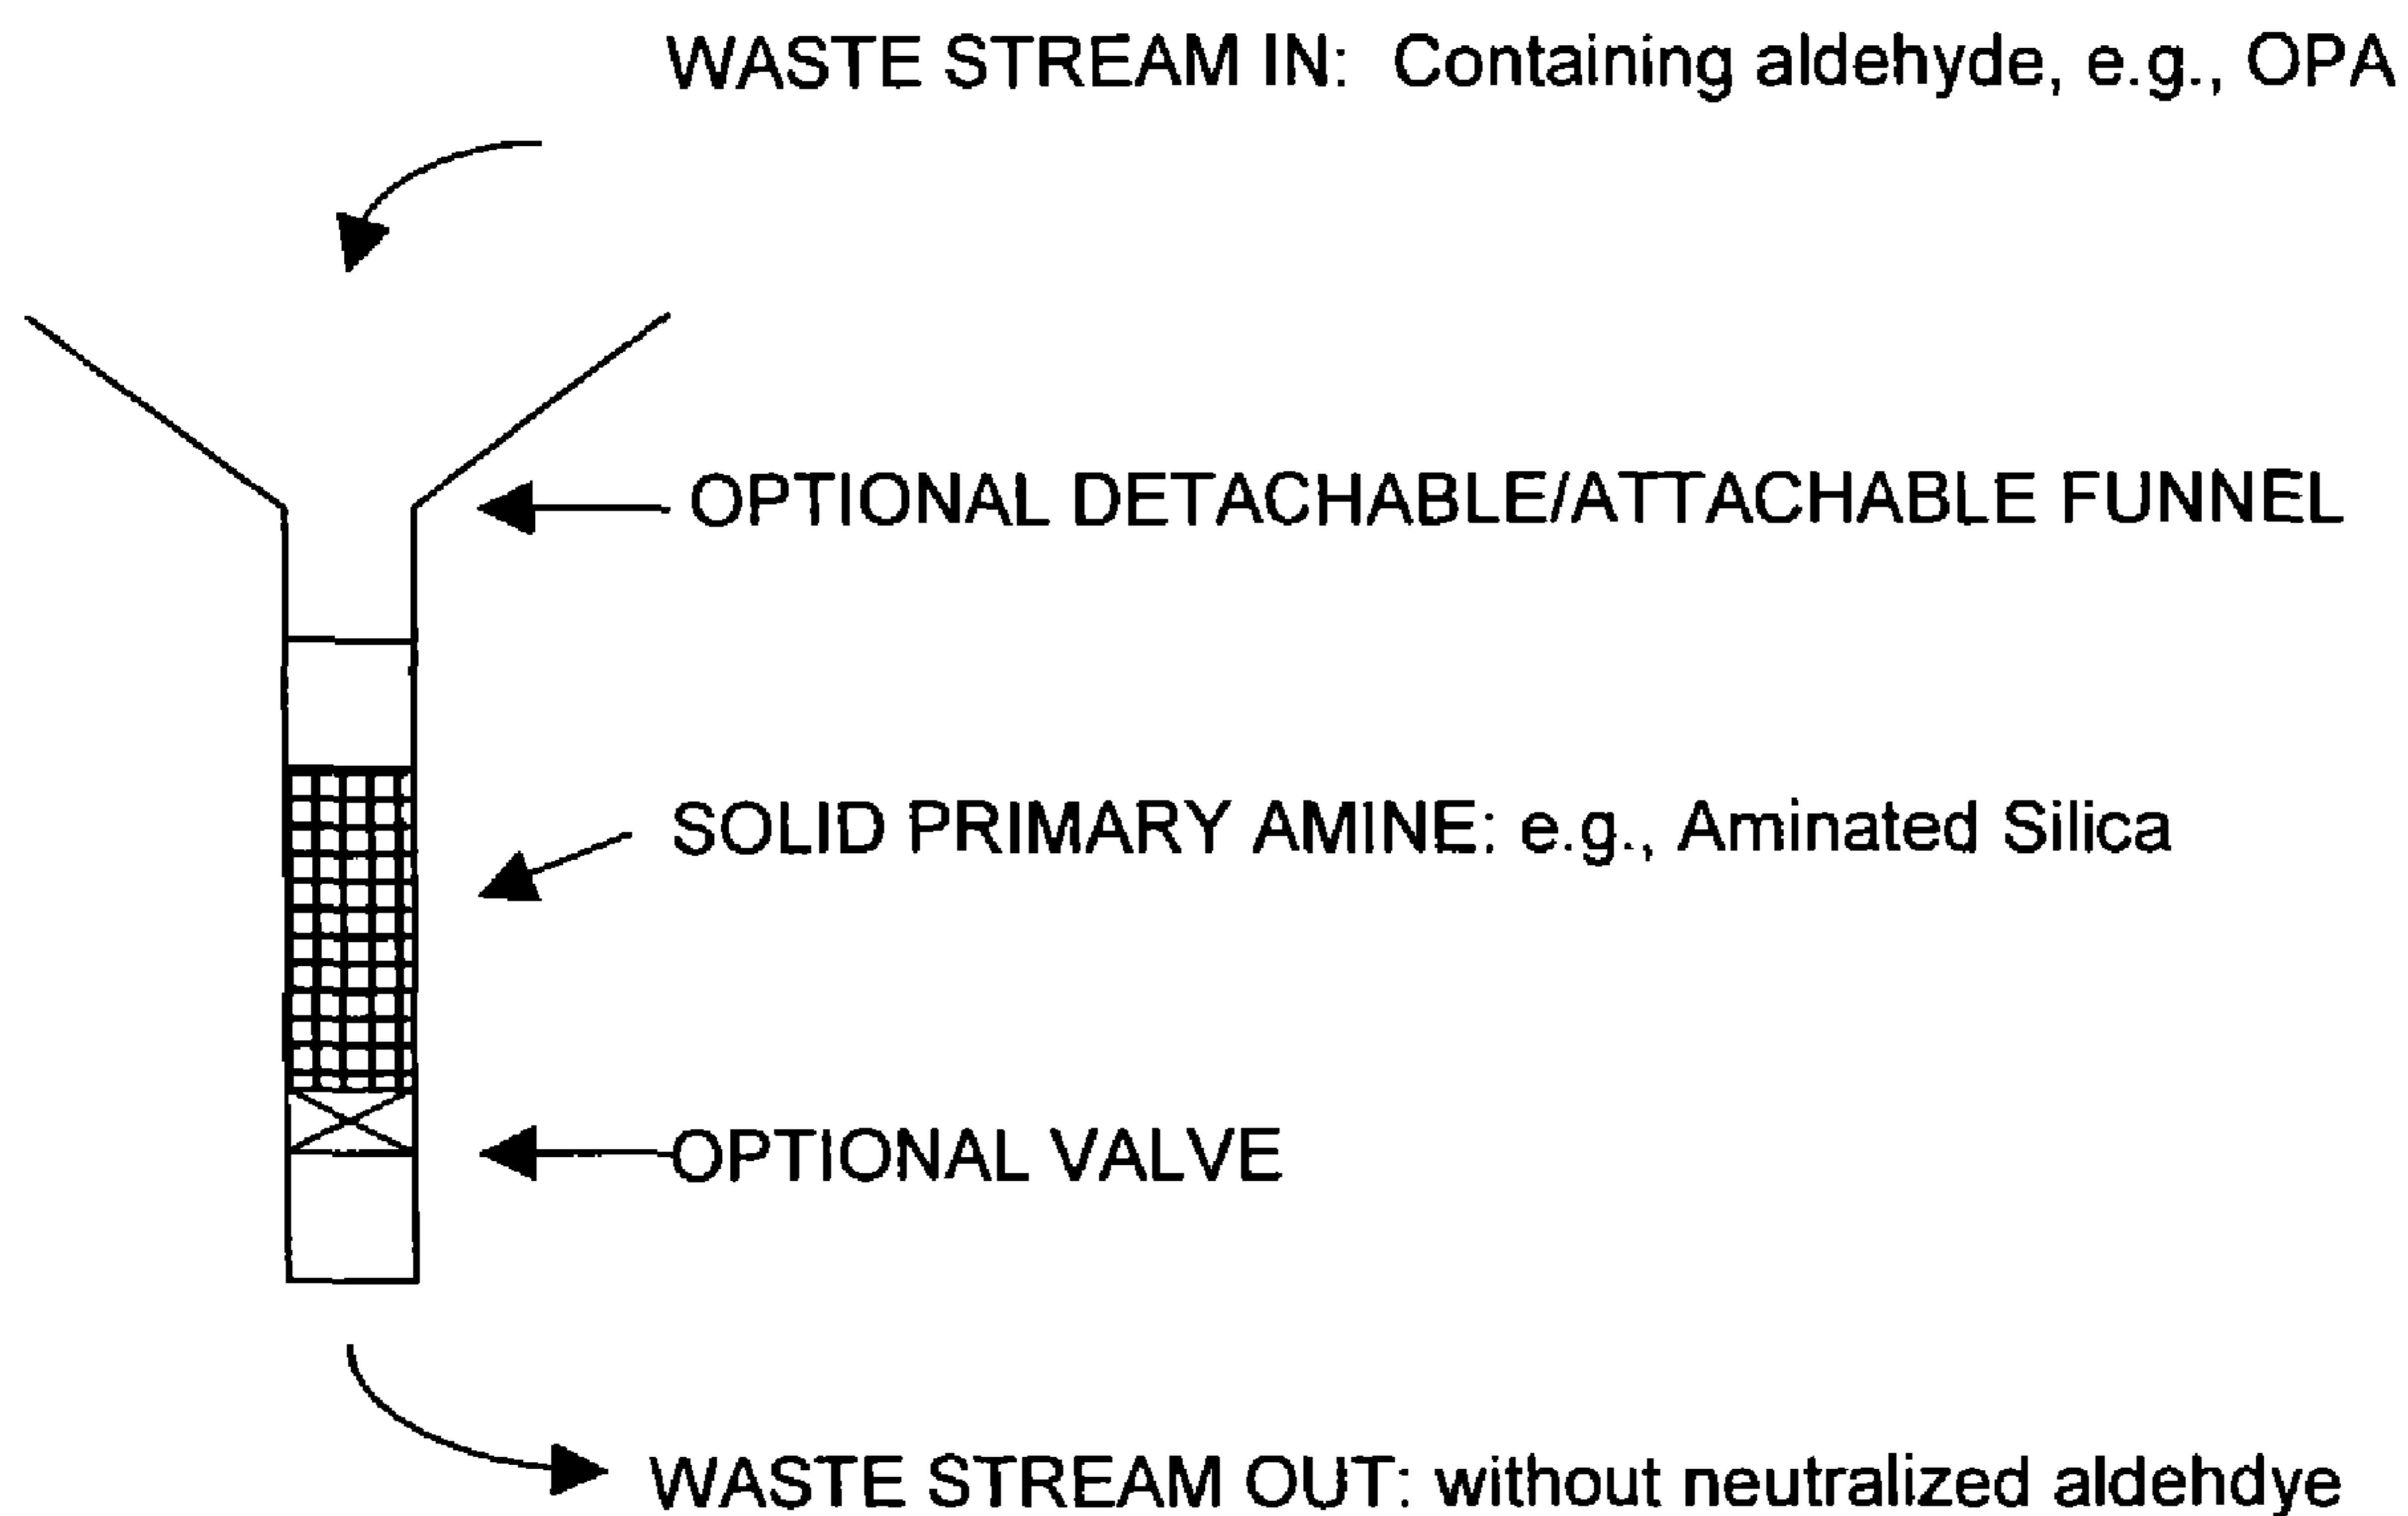 WASTE STREAM IN: Containing aldehyde, e.g., OPA
OPTIONAL DETACHABLE/ATTACHABLE FUNNEL
SOLID PRIMARY AMINE: e.g., Aminated Silica
OPTIONAL VALVE
WASTE STREAM OUT: without neutralized aldehdye